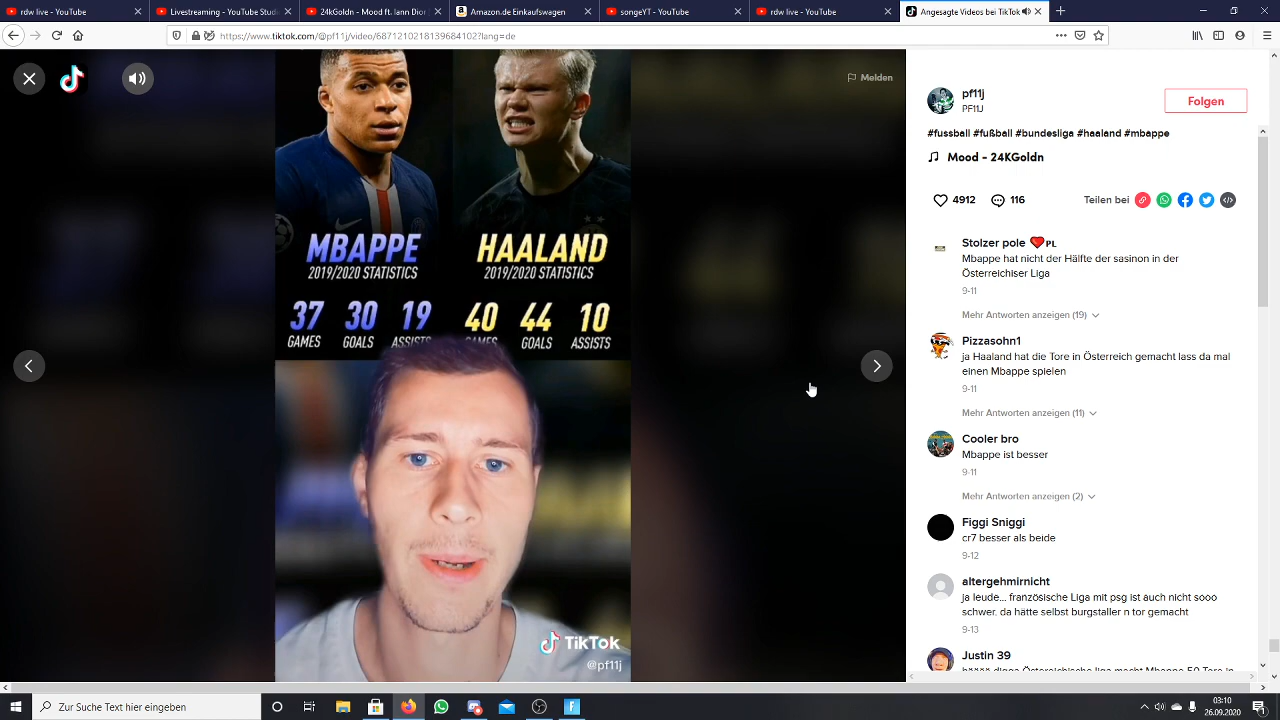 rdw live - YouTube
Livestreaming - YouTube Stud
24kGoldn - Mood ft. Iann Dior
Amazon.de Einkaufswagen
songeYT - YouTube
rdw live - YouTube
Angesagte Videos bei TikTok
https://www.tiktok.com/@pf11j/video/6871210218139684102?lang=de
Melden
MBAPPE
2019/2020 STATISTICS
37 30 19
GAMES GOALS ASSISTS
HAALAND
2019/2020 STATISTICS
40 44 10
GAMES GOALS ASSISTS
TikTok
@pf11j
pf11j
PF11J
Folgen
#fussball #fußball #bundesliga #haaland #mbappe
Mood - 24KGoldn
4912
116
Teilen bei
Stolzer pole ❤️🇵🇱
Mbappe hat nicht der Hälfte der sasinon in der
Österreichiser Liga
9-11
Mehr Antworten anzeigen (19)
Pizzasohn1
ja Haaland hat die Tore in Österreich gemacht lass da mal
einen Mbappe spielen
9-11
Mehr Antworten anzeigen (11)
Cooler bro
Mbappe ist besser
9-11
Mehr Antworten anzeigen (2)
Figgi Sniggi
cr7 besser als beide
9-12
altergehmirnicht
ja leude... französische Liga mit psg ist auch nicht sooo
schwer. da hätte selbst burgstaller n tor gemacht
9-13
Justin 39
Zur Suche Text hier eingeben
03:10
26.09.2020